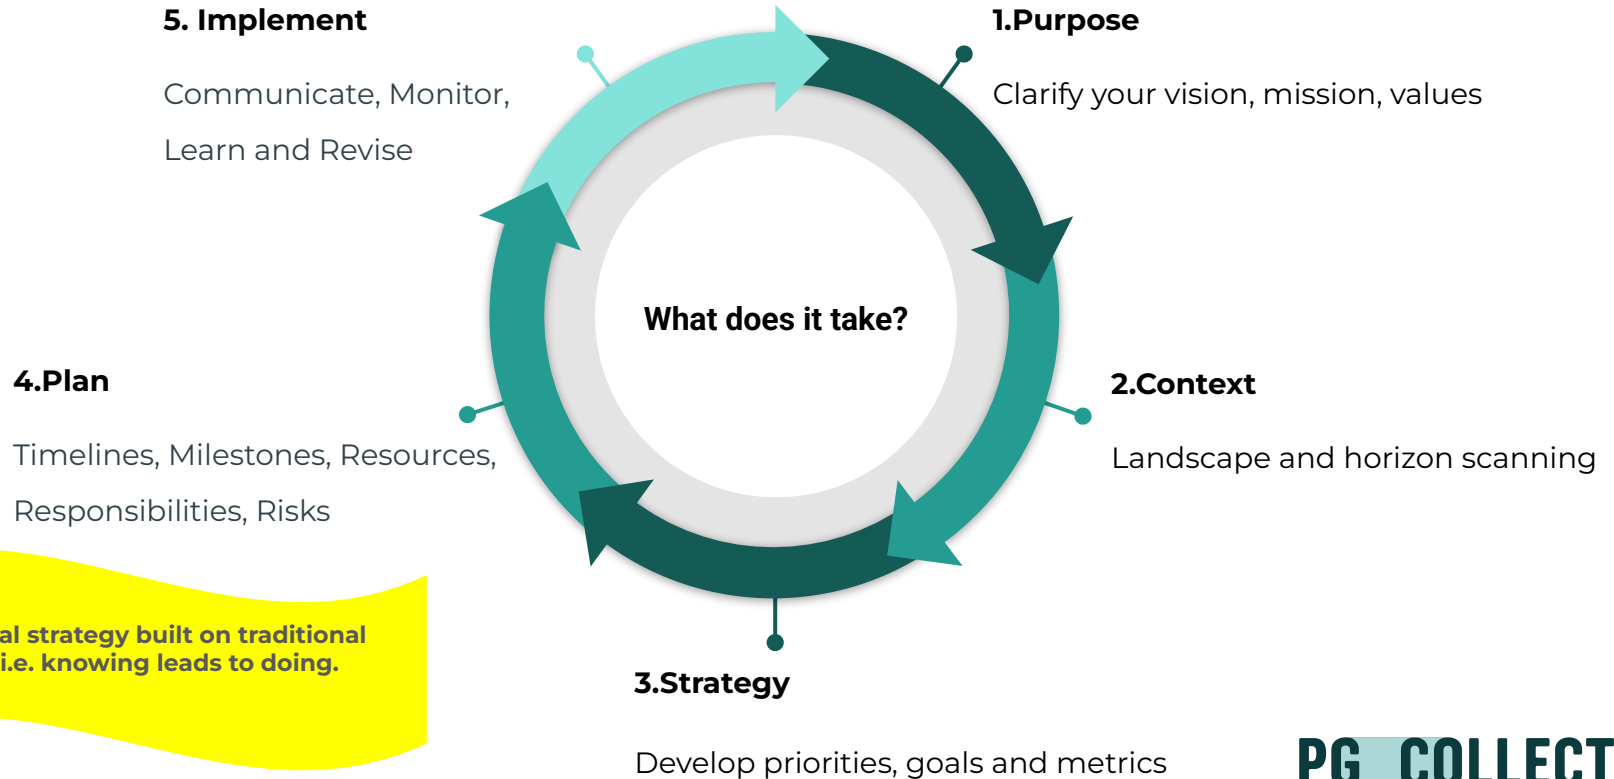 5. Implement
Communicate, Monitor,
Learn and Revise
1.Purpose
Clarify your vision, mission, values
What does it take?
4.Plan
Timelines, Milestones, Resources,
Responsibilities, Risks
2.Context
Landscape and horizon scanning
strategy built on traditional
i.e. knowing leads to doing.
3.Strategy
Develop priorities, goals and metrics
PG COLLECT